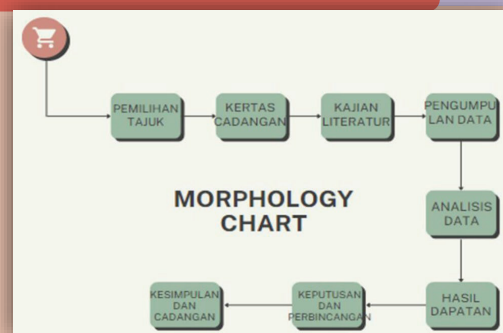 PEMILIHAN
TAJUK
KERTAS
CADANGAN
KAJIAN
LITERATUR
PENGUMPU
LAN DATA
MORPHOLOGY
CHART
ANALISIS
DATA
HASIL
DAPATAN
KEPUTUSAN
DAN
PERBINCANGAN
KESIMPULAN
DAN
CADANGAN